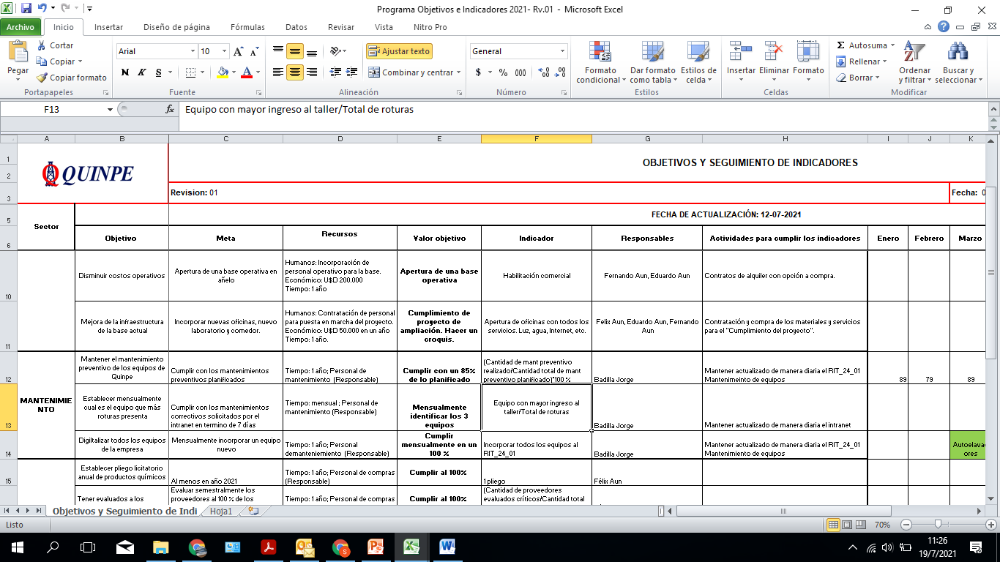 Programa Objetivos e Indicadores 2021- Rv.01 - Microsoft Excel
Archivo Inicio Insertar Diseño de página Fórmulas Datos Revisar Vista Nitro Pro
Pegar
Cortar
Copiar
Copiar formato
Portapapeles
Arial 10
N K S
Fuente
Ajustar texto
Combinar y centrar
Alineación
General
$ % 000
Número
Formato condicional
Dar formato como tabla
Estilos de celda
Estilos
Insertar Eliminar Formato
Celdas
Autosuma
Rellenar
Borrar
Ordenar y filtrar
Buscar y seleccionar
Modificar
F13 fx Equipo con mayor ingreso al taller/Total de roturas
A B C D E F G H I J K
1
2
3
QUINPE
OBJETIVOS Y SEGUIMIENTO DE INDICADORES
Revision: 01
Fecha: 0
5
FECHA DE ACTUALIZACIÓN: 12-07-2021
6
Sector
Objetivo Meta Recursos Valor objetivo Indicador Responsables Actividades para cumplir los indicadores Enero Febrero Marzo
10
Disminuir costos operativos
Apertura de una base operativa en
añelo
Humanos: Incorporación de
personal operativo para la base.
Económico: U$D 200.000
Tiempo: 1 año
Apertura de una base
operativa
Habilitación comercial
Fernando Aun, Eduardo Aun
Contratos de alquiler con opción a compra.
11
Mejora de la infraestructura
de la base actual
Incorporar nuevas oficinas, nuevo
laboratorio y comedor.
Humanos: Contratación de personal
para puesta en marcha del proyecto.
Económico: U$D 50.000 en un año
Tiempo: 1 año.
Cumplimiento de
proyecto de
ampliación. Hacer un
croquis.
Apertura de oficinas con todos los
servicios. Luz, agua, Internet, etc.
Felix Aun, Eduardo Aun, Fernando
Aun
Contratación y compra de los materiales y servicios
para el "Cumplimiento del proyecto".
MANTENIMIE
NTO
12
Mantener el mantenimiento
preventivo de los equipos de
Quinpe
Cumplir con los mantenimientos
preventivos planificados
Tiempo: 1 año; Personal de
mantenimiento (Responsable)
Cumplir con un 85%
de lo planificado
(Cantidad de mant preventivo
realizado/Cantidad total de mant
preventivo planificado)*100 %
Badilla Jorge
Mantener actualizado de manera diaria el RIT_24_01
Mantenimeinto de equipos
89 79 89
13
Establecer mensualmente
cual es el equipo que más
roturas presenta
Cumplir con los mantenimientos
correctivos solicitados por el
intranet en termino de 7 días
Tiempo: mensual ; Personal de
mantenimiento (Responsable)
Mensualmente
identificar los 3
equipos
Equipo con mayor ingreso al
taller/Total de roturas
Badilla Jorge
Mantener actualizado de manera diaria el intranet
14
Digiltalizar todos los equipos
de la empresa
Mensualmente incorporar un equipo
nuevo
Tiempo: 1 año; Personal
demanteniemiento (Responsable)
Cumplir
mensualmente en un
100 %
Incorporar todos los equipos al
RIT_24_01
Badilla Jorge
Mantener actualizado de manera diaria el RIT_24_01
Mantenimiento de equipos
Autoelavad
ores
15
Establecer pliego licitatorio
anual de productos químicos
Al menos en año 2021
Tiempo: 1 año; Personal de compras
(Responsable)
Cumplir al 100%
1 pliego
Félix Aun
Tener evaluados a los
Evaluar semestralmente los
proveedores al 100 % de los
Tiempo: 1 año; Personal de compras
Cumplir al 100%
(Cantidad de proveedores
evaluados críticos/Cantidad total
Objetivos y Seguimiento de Indi Hoja1
Listo
70%
11:26
19/7/2021